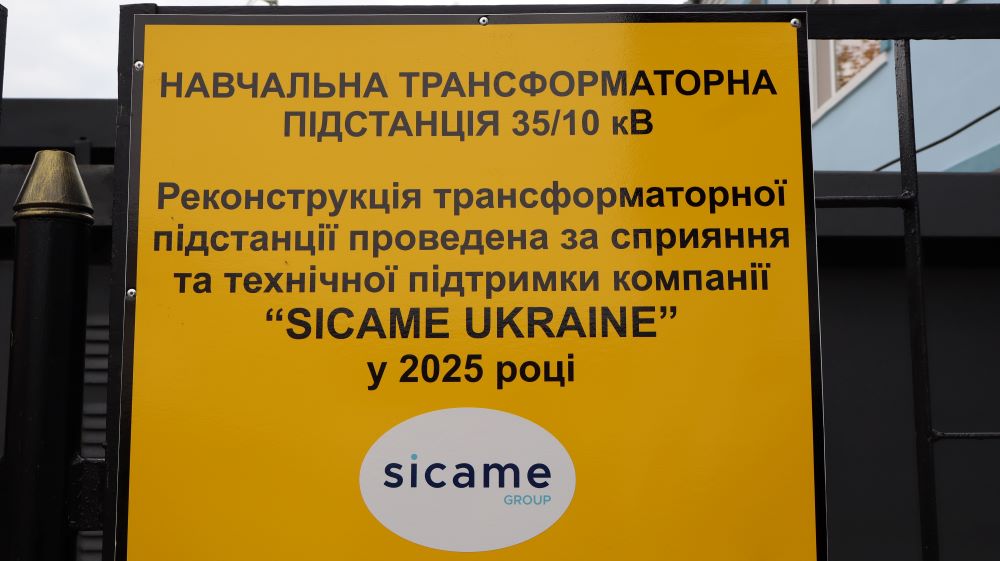 НАВЧАЛЬНА ТРАНСФОРМАТОРНА
ПІДСТАНЦІЯ 35/10 кВ
Реконструкція трансформаторної
підстанції проведена за сприяння
та технічної підтримки компанії
“SICAME UKRAINE”
у 2025 році
sicame
GROUP